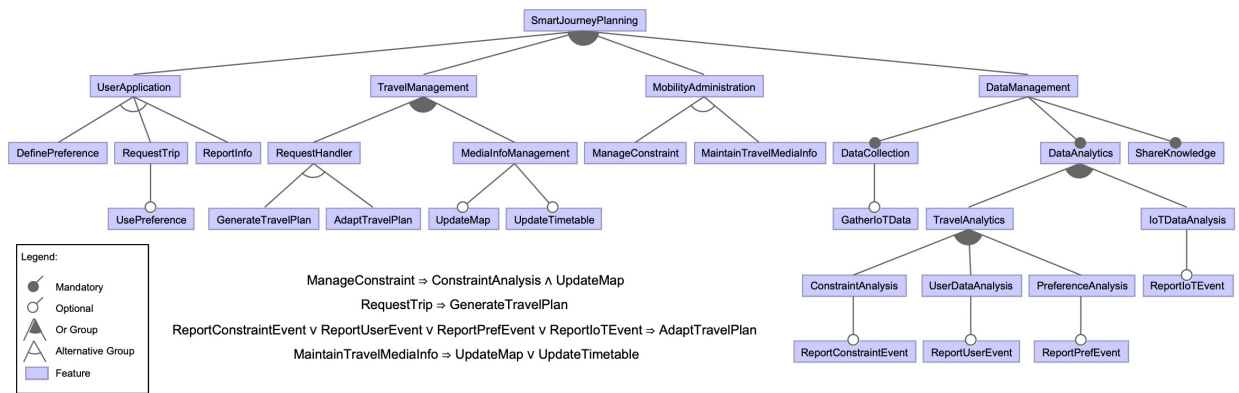 SmartJourneyPlanning
UserApplication
TravelManagement
MobilityAdministration
DataManagement
DefinePreference
RequestTrip
ReportInfo
RequestHandler
MediaInfoManagement
ManageConstraint
MaintainTravelMediaInfo
DataCollection
DataAnalytics
ShareKnowledge
UsePreference
GenerateTravelPlan
AdaptTravelPlan
UpdateMap
UpdateTimetable
GatherIoTData
TravelAnalytics
IoTDataAnalysis
ConstraintAnalysis
UserDataAnalysis
PreferenceAnalysis
ReportIoTEvent
ReportConstraintEvent
ReportUserEvent
ReportPrefEvent
Legend:
Mandatory
Optional
Or Group
Alternative Group
Feature
ManageConstraint ⇒ ConstraintAnalysis ∧ UpdateMap
RequestTrip ⇒ GenerateTravelPlan
ReportConstraintEvent ∨ ReportUserEvent ∨ ReportPrefEvent ∨ ReportIoTEvent ⇒ AdaptTravelPlan
MaintainTravelMediaInfo ⇒ UpdateMap ∨ UpdateTimetable